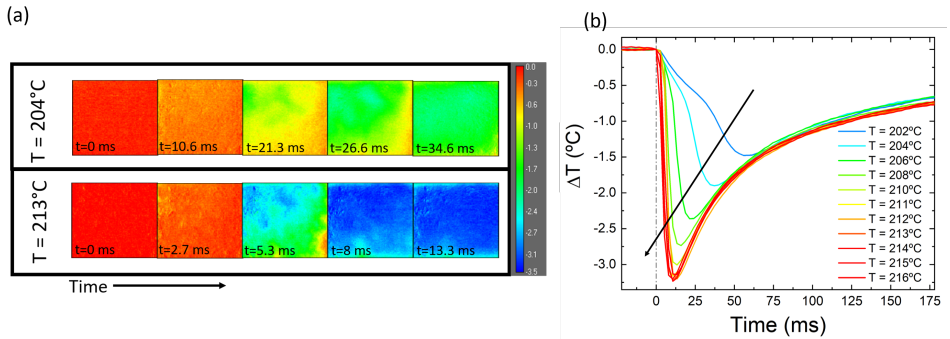 (a)
T = 204°C
t=0 ms
t=10.6 ms
t=21.3 ms
t=26.6 ms
t=34.6 ms
T = 213°C
t=0 ms
t=2.7 ms
t=5.3 ms
t=8 ms
t=13.3 ms
Time
0.0
-0.3
-0.6
-1.0
-1.3
-1.7
-2.0
-2.4
-2.7
-3.1
-3.5
(b)
ΔT (ºC)
0.0
-0.5
-1.0
-1.5
-2.0
-2.5
-3.0
T = 202ºC
T = 204ºC
T = 206ºC
T = 208ºC
T = 210ºC
T = 211ºC
T = 212ºC
T = 213ºC
T = 214ºC
T = 215ºC
T = 216ºC
0 25 50 75 100 125 150 175
Time (ms)